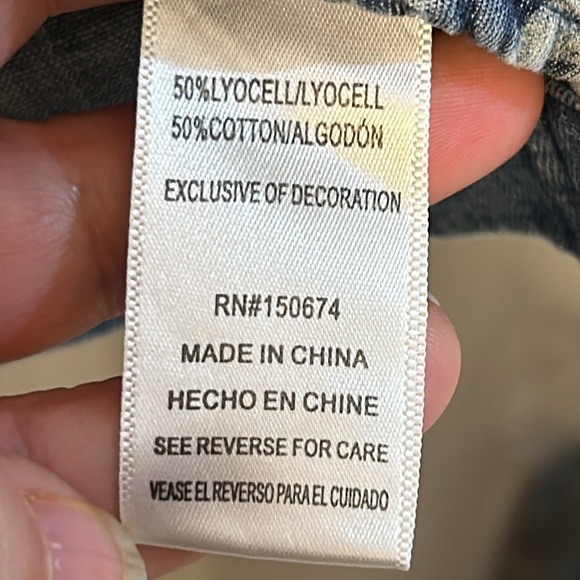 50%LYOCELL/LYOCELL
50%COTTON/ALGODÓN
EXCLUSIVE OF DECORATION
RN#150674
MADE IN CHINA
HECHO EN CHINE
SEE REVERSE FOR CARE
VEASE EL REVERSO PARA EL CUIDADO